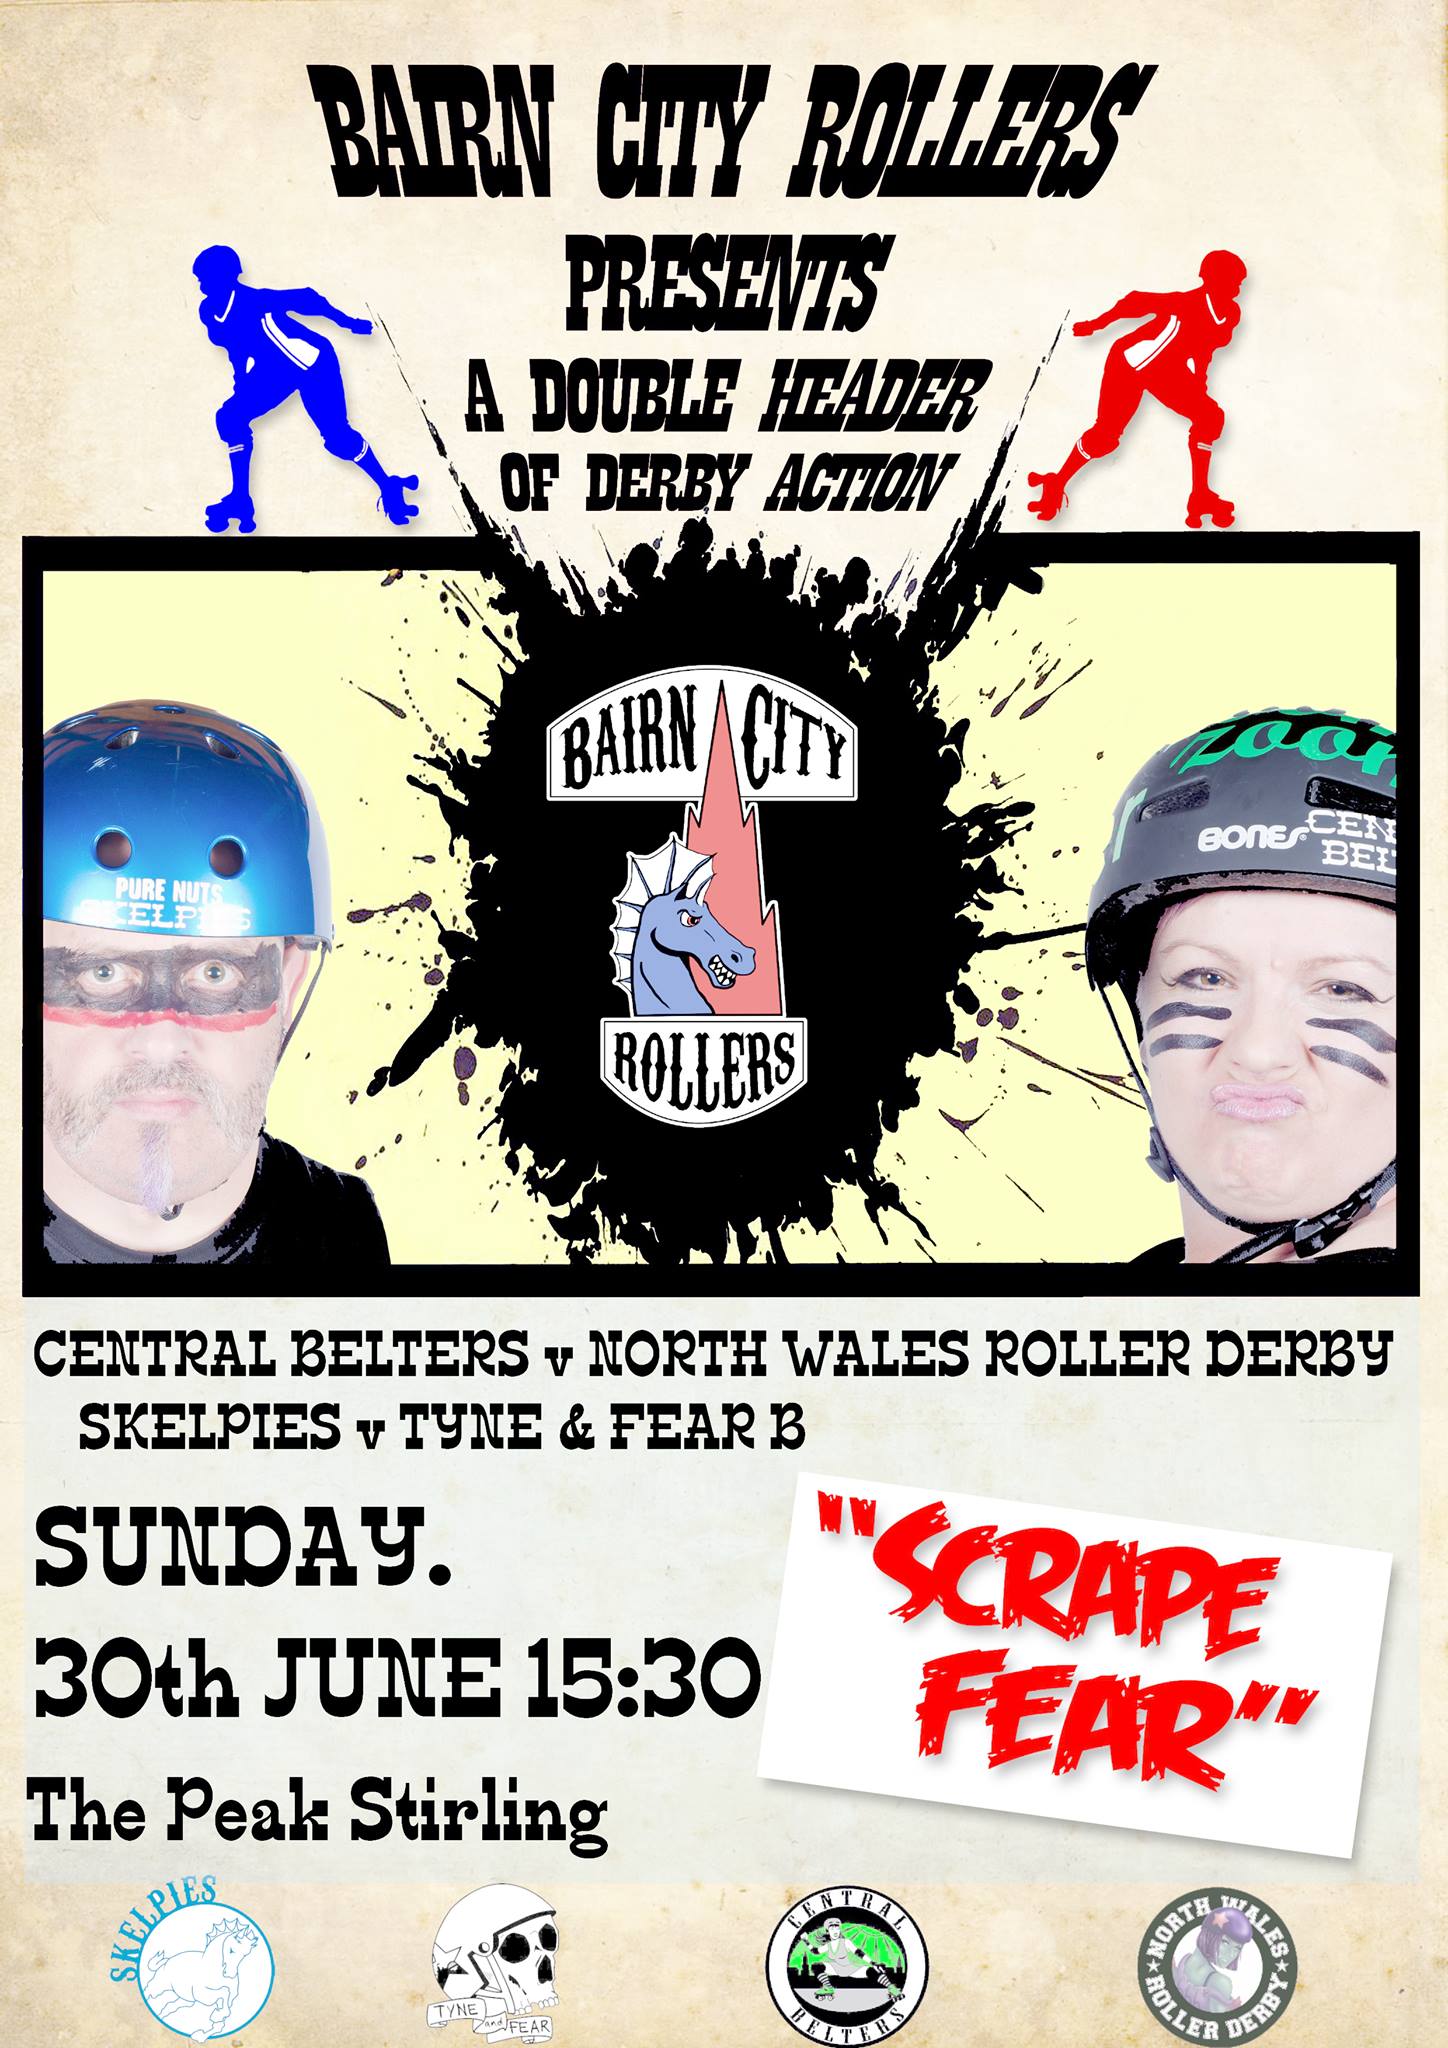 BAIRN CITY ROLLERS
PRESENTS
A DOUBLE HEADER
OF DERBY ACTION
BAIRN CITY
ROLLERS
PURE NUTS
SKELPIES
ZOOM
BONES
CEN
BEL
CENTRAL BELTERS v NORTH WALES ROLLER DERBY
SKELPIES v TYNE & FEAR B
SUNDAY.
30th JUNE 15:30
The Peak Stirling
""SCRAPE
FEAR""
SKELPIES
TYNE
and
FEAR
CENTRAL
BELTERS
NORTH WALES
ROLLER DERBY